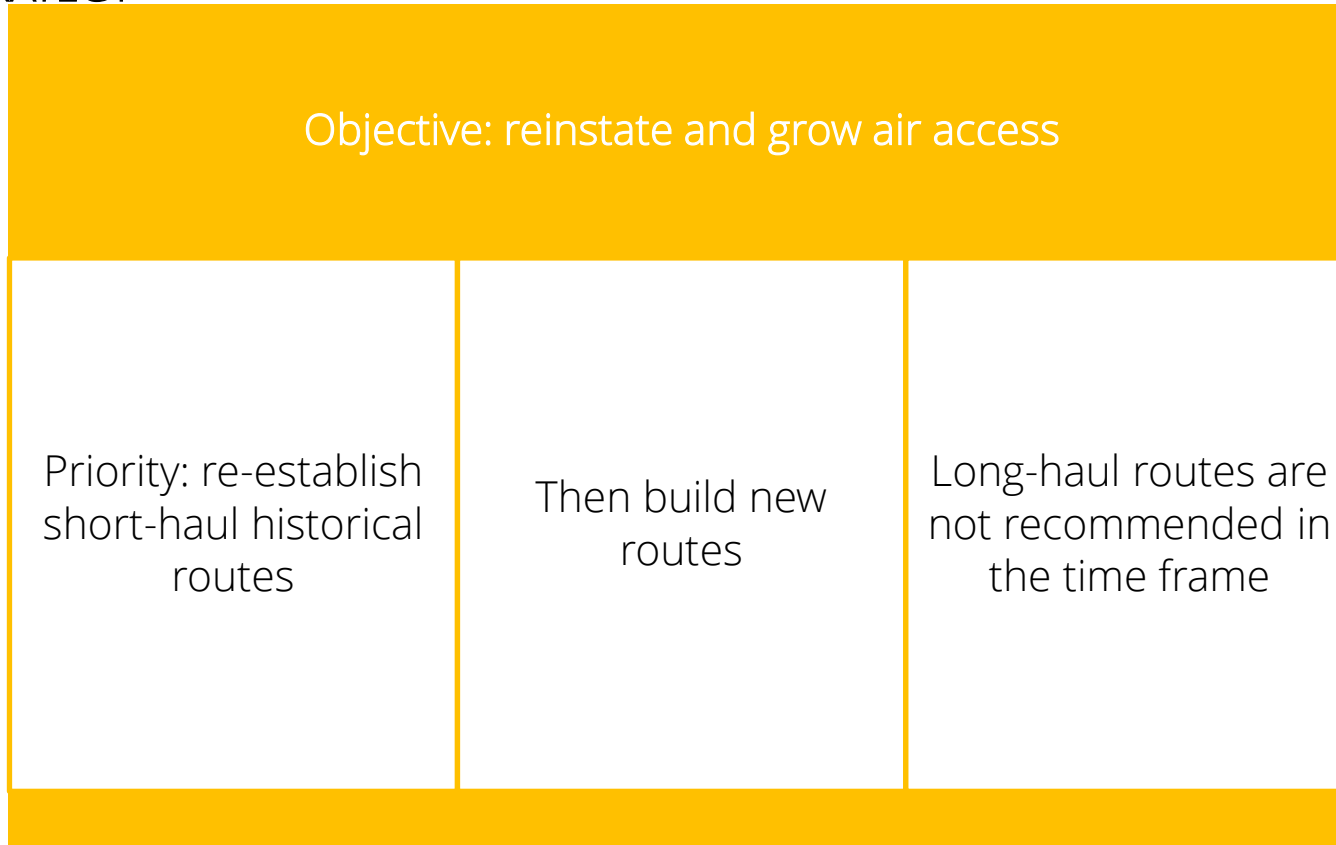 Objective: reinstate and grow air access
Priority: re-establish
short-haul historical
routes
Then build new
routes
Long-haul routes are
not recommended in
the time frame